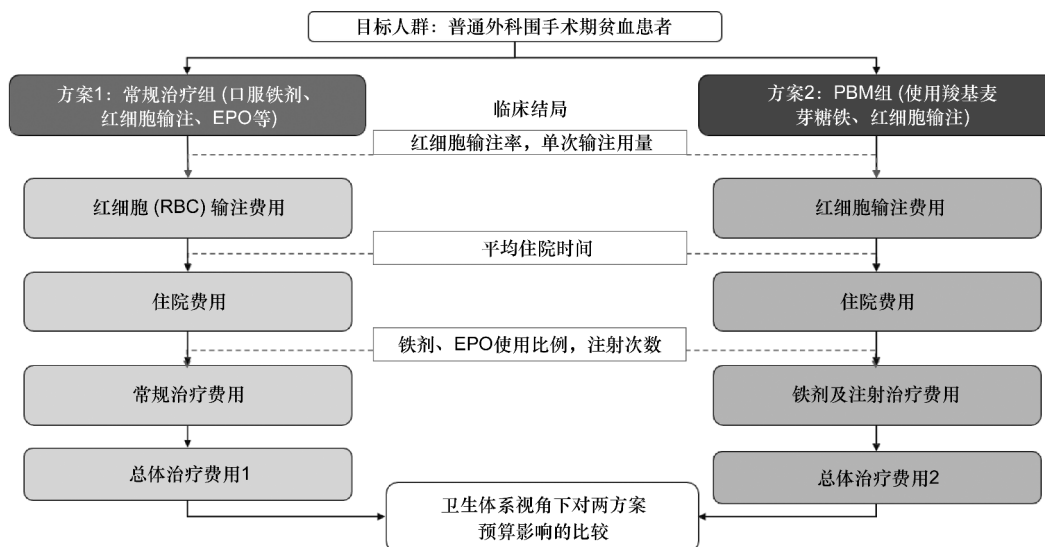 目标人群：普通外科围手术期贫血患者
方案1：常规治疗组 (口服铁剂、
红细胞输注、EPO等)
临床结局
方案2：PBM组 (使用羧基麦
芽糖铁、红细胞输注)
红细胞输注率，单次输注用量
红细胞 (RBC) 输注费用
红细胞输注费用
平均住院时间
住院费用
住院费用
铁剂、EPO使用比例，注射次数
常规治疗费用
铁剂及注射治疗费用
总体治疗费用1
总体治疗费用2
卫生体系视角下对两方案
预算影响的比较